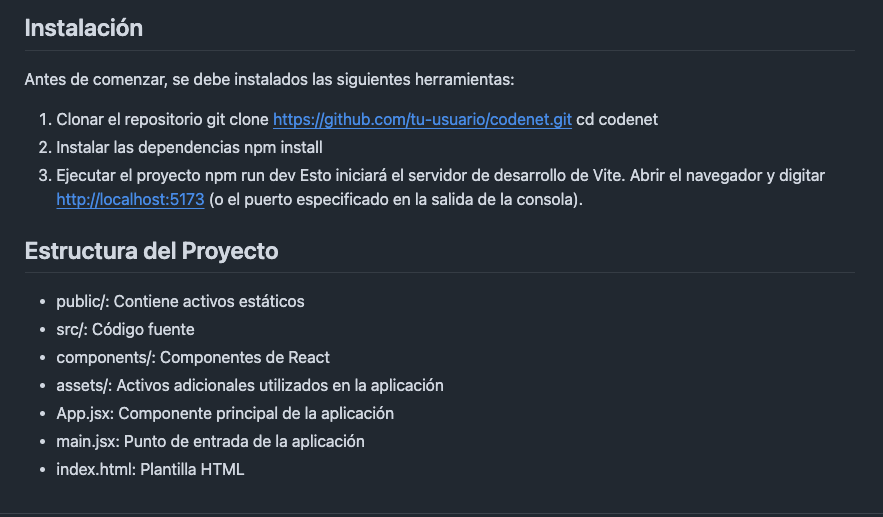 Instalación
Antes de comenzar, se debe instalados las siguientes herramientas:
1. Clonar el repositorio git clone https://github.com/tu-usuario/codenet.git cd codenet
2. Instalar las dependencias npm install
3. Ejecutar el proyecto npm run dev Esto iniciará el servidor de desarrollo de Vite. Abrir el navegador y digitar
http://localhost:5173 (o el puerto especificado en la salida de la consola).
Estructura del Proyecto
• public/: Contiene activos estáticos
• src/: Código fuente
• components/: Componentes de React
• assets/: Activos adicionales utilizados en la aplicación
• App.jsx: Componente principal de la aplicación
• main.jsx: Punto de entrada de la aplicación
• index.html: Plantilla HTML